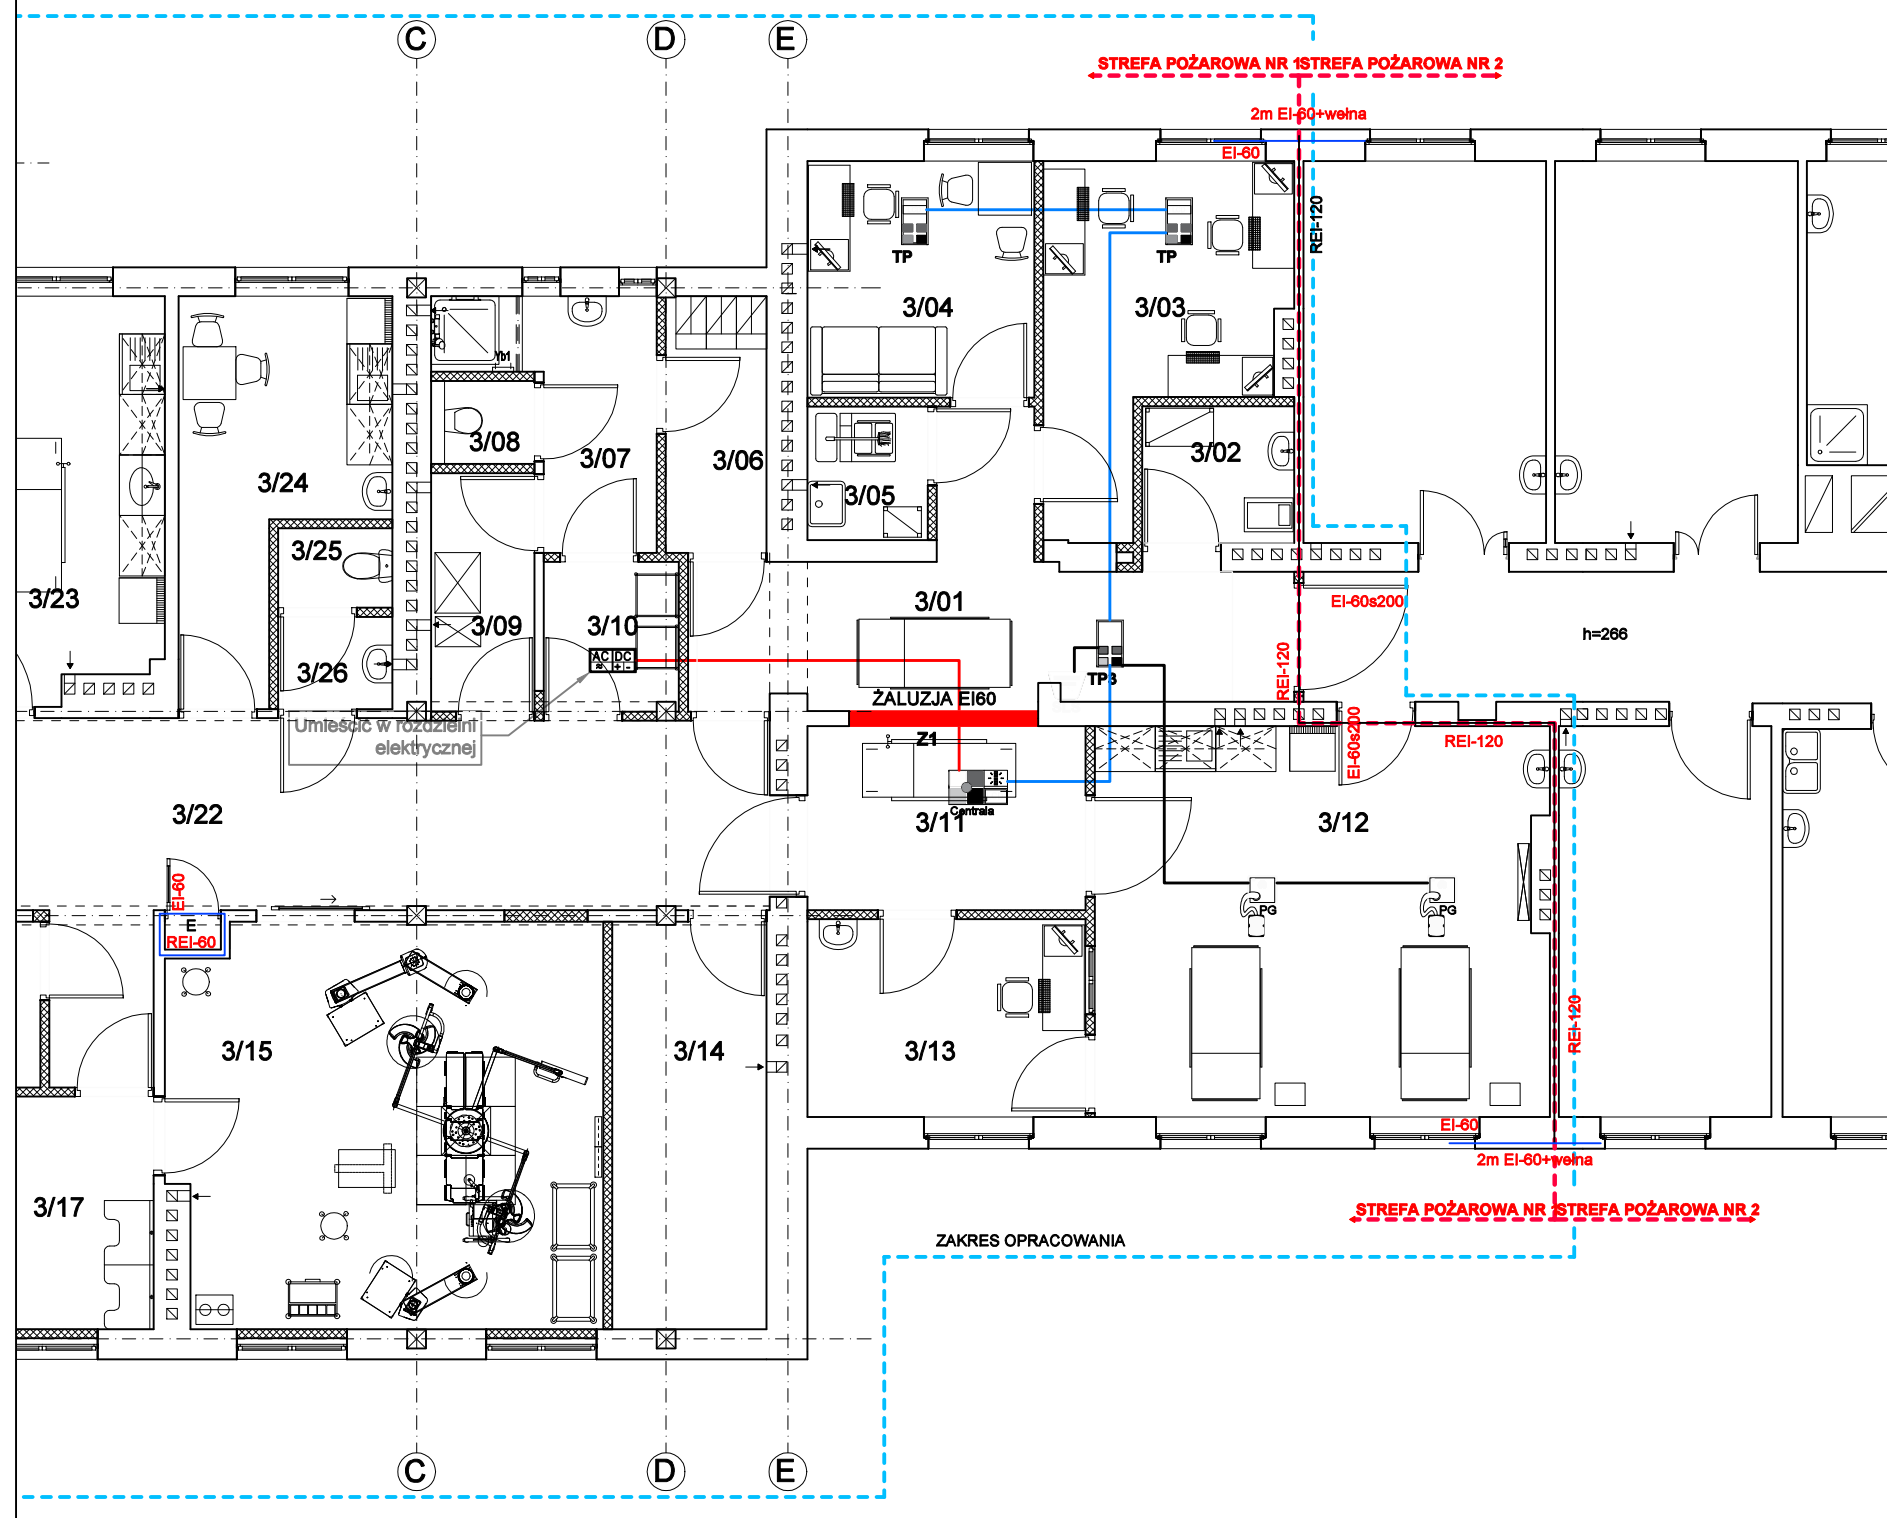 C
D
E
STREFA POŻAROWA NR 1
STREFA POŻAROWA NR 2
2m EI-60+wełna
EI-60
REI-120
TP
TP
3/04
3/03
Yb1
3/08
3/07
3/06
3/02
3/24
3/05
3/25
3/23
3/01
EI-60s200
3/09
3/10
h=266
AC DC
≈ + -
3/26
REI-120
TP3
ŻALUZJA EI60
Umieścić w rozdzielni
elektrycznej
Z1
EI-60s200
REI-120
3/22
Centrala
3/11
3/12
EI-60
E
REI-60
PG
PG
3/15
3/14
3/13
REI-120
EI-60
2m EI-60+wełna
3/17
STREFA POŻAROWA NR 1
STREFA POŻAROWA NR 2
ZAKRES OPRACOWANIA
C
D
E